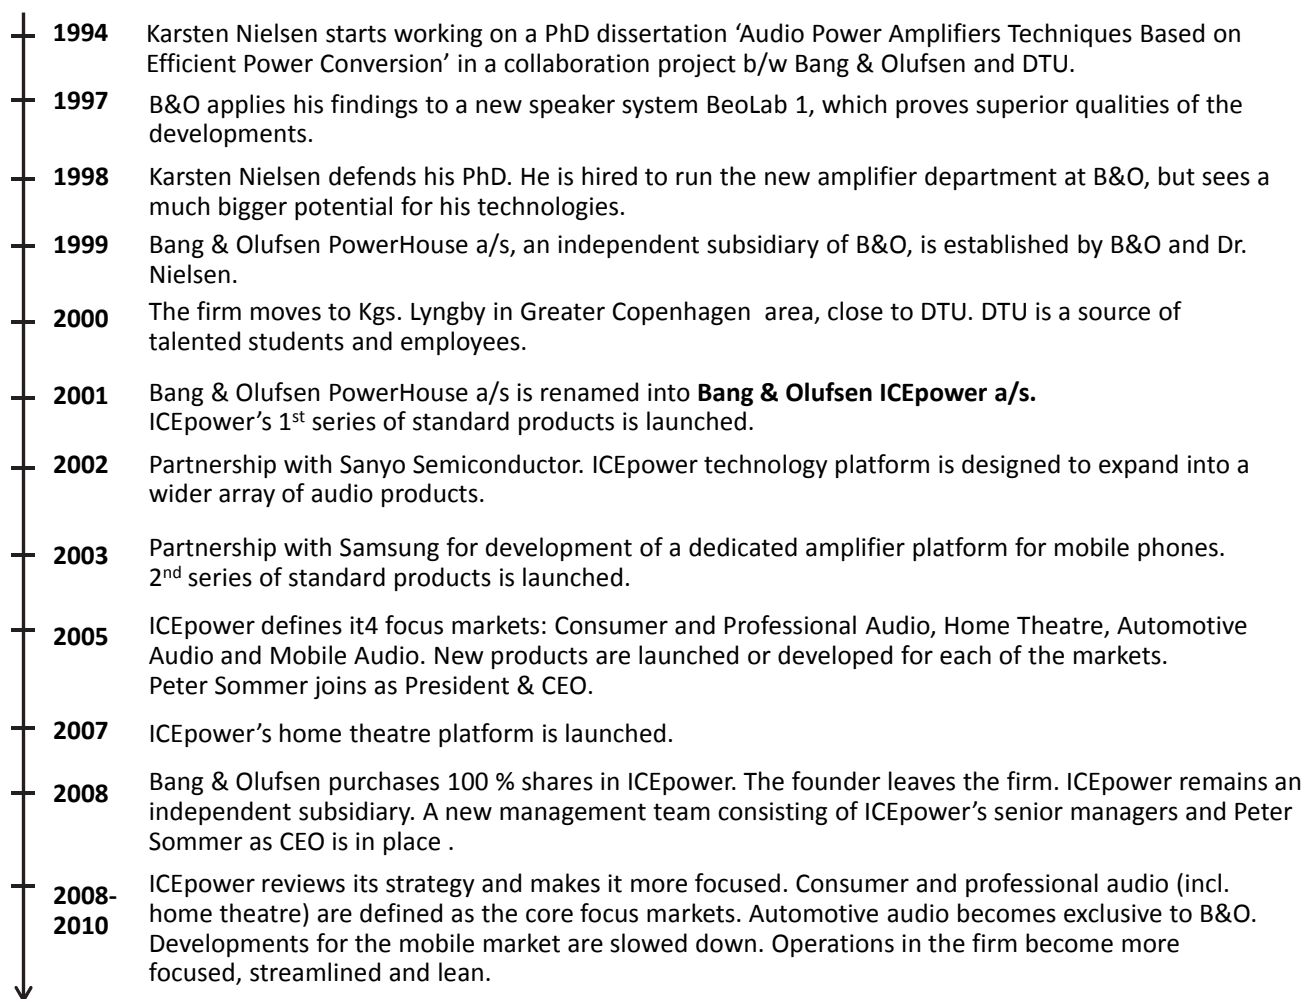 1994 Karsten Nielsen starts working on a PhD dissertation ‘Audio Power Amplifiers Techniques Based on
Efficient Power Conversion’ in a collaboration project b/w Bang & Olufsen and DTU.
1997 B&O applies his findings to a new speaker system BeoLab 1, which proves superior qualities of the
developments.
1998 Karsten Nielsen defends his PhD. He is hired to run the new amplifier department at B&O, but sees a
much bigger potential for his technologies.
1999 Bang & Olufsen PowerHouse a/s, an independent subsidiary of B&O, is established by B&O and Dr.
Nielsen.
2000 The firm moves to Kgs. Lyngby in Greater Copenhagen area, close to DTU. DTU is a source of
talented students and employees.
2001 Bang & Olufsen PowerHouse a/s is renamed into Bang & Olufsen ICEpower a/s.
ICEpower’s 1st series of standard products is launched.
2002 Partnership with Sanyo Semiconductor. ICEpower technology platform is designed to expand into a
wider array of audio products.
2003 Partnership with Samsung for development of a dedicated amplifier platform for mobile phones.
2nd series of standard products is launched.
2005 ICEpower defines it4 focus markets: Consumer and Professional Audio, Home Theatre, Automotive
Audio and Mobile Audio. New products are launched or developed for each of the markets.
Peter Sommer joins as President & CEO.
2007 ICEpower’s home theatre platform is launched.
2008 Bang & Olufsen purchases 100 % shares in ICEpower. The founder leaves the firm. ICEpower remains an
independent subsidiary. A new management team consisting of ICEpower’s senior managers and Peter
Sommer as CEO is in place .
2008-
2010
ICEpower reviews its strategy and makes it more focused. Consumer and professional audio (incl.
home theatre) are defined as the core focus markets. Automotive audio becomes exclusive to B&O.
Developments for the mobile market are slowed down. Operations in the firm become more
focused, streamlined and lean.